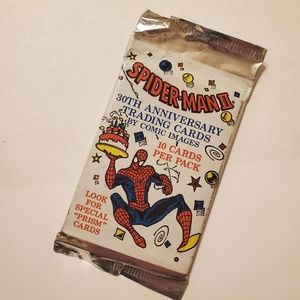 SPIDER-MAN II
30TH ANNIVERSARY
TRADING CARDS
BY COMIC IMAGES
10 CARDS
PER PACK
LOOK
FOR
SPECIAL
"PRISM"
CARDS